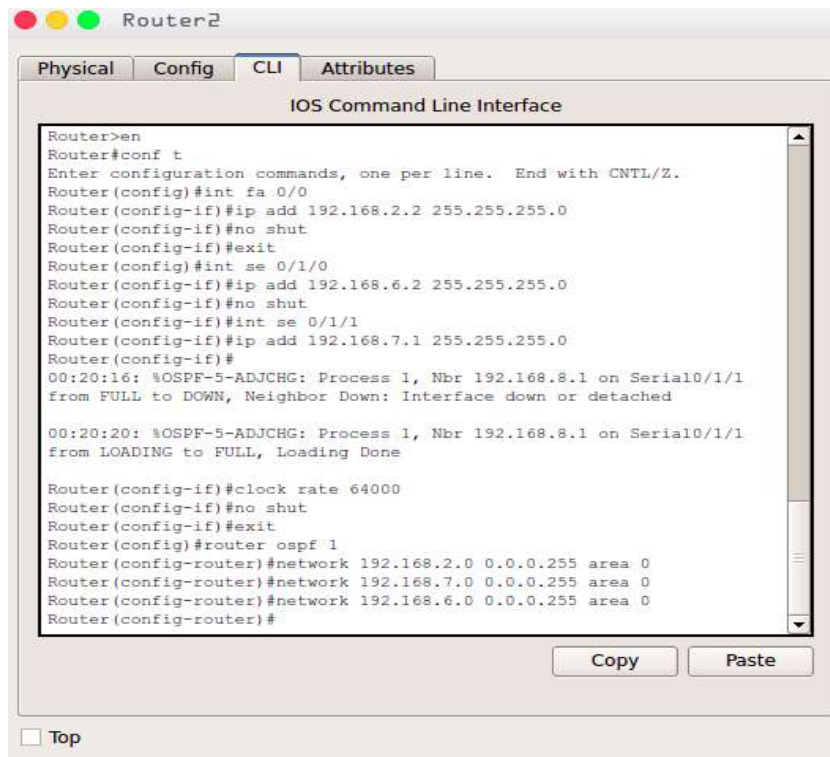 Router2
Physical Config CLI Attributes
IOS Command Line Interface
Router>en
Router#conf t
Enter configuration commands, one per line.  End with CNTL/Z.
Router(config)#int fa 0/0
Router(config-if)#ip add 192.168.2.2 255.255.255.0
Router(config-if)#no shut
Router(config-if)#exit
Router(config)#int se 0/1/0
Router(config-if)#ip add 192.168.6.2 255.255.255.0
Router(config-if)#no shut
Router(config-if)#int se 0/1/1
Router(config-if)#ip add 192.168.7.1 255.255.255.0
Router(config-if)#
00:20:16: %OSPF-5-ADJCHG: Process 1, Nbr 192.168.8.1 on Serial0/1/1
from FULL to DOWN, Neighbor Down: Interface down or detached
00:20:20: %OSPF-5-ADJCHG: Process 1, Nbr 192.168.8.1 on Serial0/1/1
from LOADING to FULL, Loading Done
Router(config-if)#clock rate 64000
Router(config-if)#no shut
Router(config-if)#exit
Router(config)#router ospf 1
Router(config-router)#network 192.168.2.0 0.0.0.255 area 0
Router(config-router)#network 192.168.7.0 0.0.0.255 area 0
Router(config-router)#network 192.168.6.0 0.0.0.255 area 0
Router(config-router)#
Copy Paste
Top